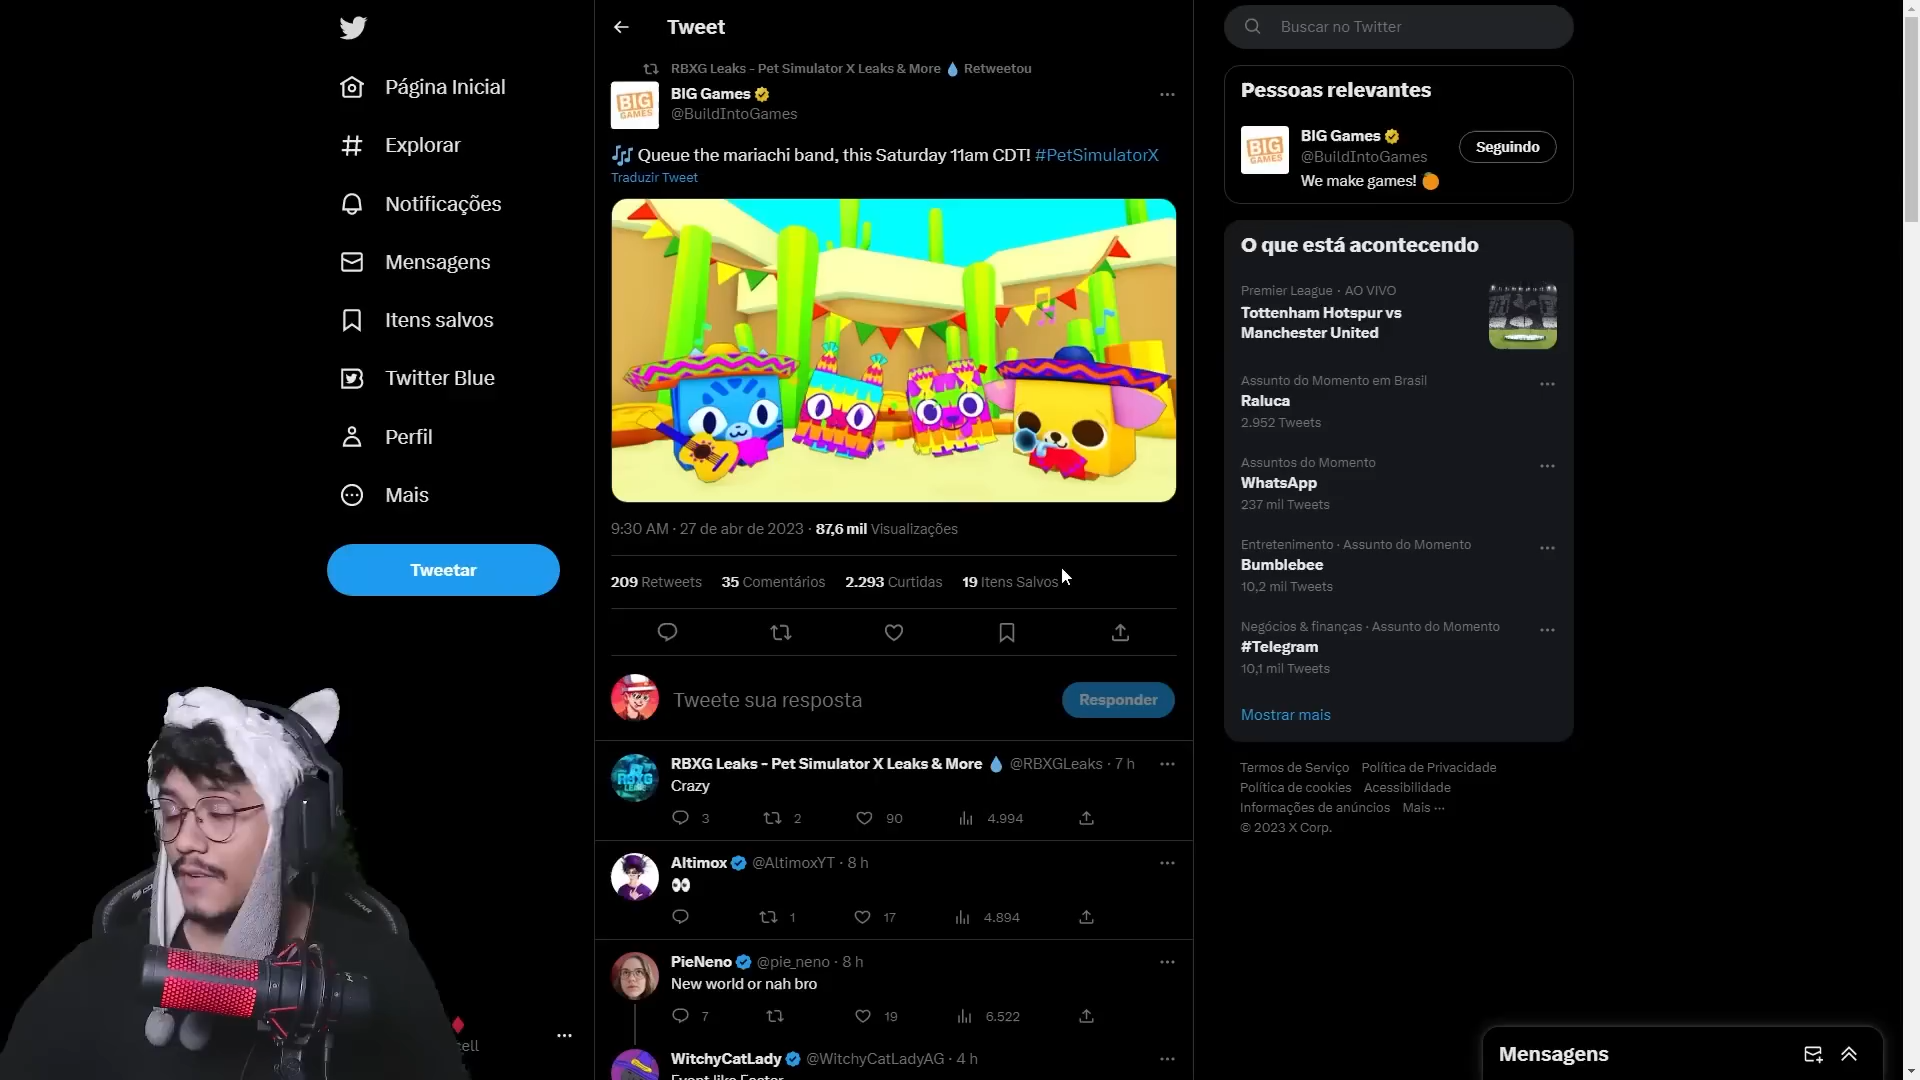 Página Inicial
Explorar
Notificações
Mensagens
Itens salvos
Twitter Blue
Perfil
Mais
Tweetar
ell
Tweet
RBXG Leaks - Pet Simulator X Leaks & More 💧 Retweetou
BIG GAMES
BIG Games
@BuildIntoGames
🎶 Queue the mariachi band, this Saturday 11am CDT! #PetSimulatorX
Traduzir Tweet
9:30 AM · 27 de abr de 2023 · 87,6 mil Visualizações
209 Retweets 35 Comentários 2.293 Curtidas 19 Itens Salvos
Tweete sua resposta
Responder
RBXG
RBXG Leaks - Pet Simulator X Leaks & More 💧 @RBXGLeaks · 7 h
Crazy
3 2 90 4.994
Altimox @AltimoxYT · 8 h
👀
1 17 4.894
PieNeno @pie_neno · 8 h
New world or nah bro
7 19 6.522
WitchyCatLady @WitchyCatLadyAG · 4 h
Event like Easter
Buscar no Twitter
Pessoas relevantes
BIG GAMES
BIG Games
@BuildIntoGames
Seguindo
We make games! 🍊
O que está acontecendo
Premier League · AO VIVO
Tottenham Hotspur vs
Manchester United
Assunto do Momento em Brasil
Raluca
2.952 Tweets
Assuntos do Momento
WhatsApp
237 mil Tweets
Entretenimento · Assunto do Momento
Bumblebee
10,2 mil Tweets
Negócios & finanças · Assunto do Momento
#Telegram
10,1 mil Tweets
Mostrar mais
Termos de Serviço Política de Privacidade
Política de cookies Acessibilidade
Informações de anúncios Mais ···
© 2023 X Corp.
Mensagens